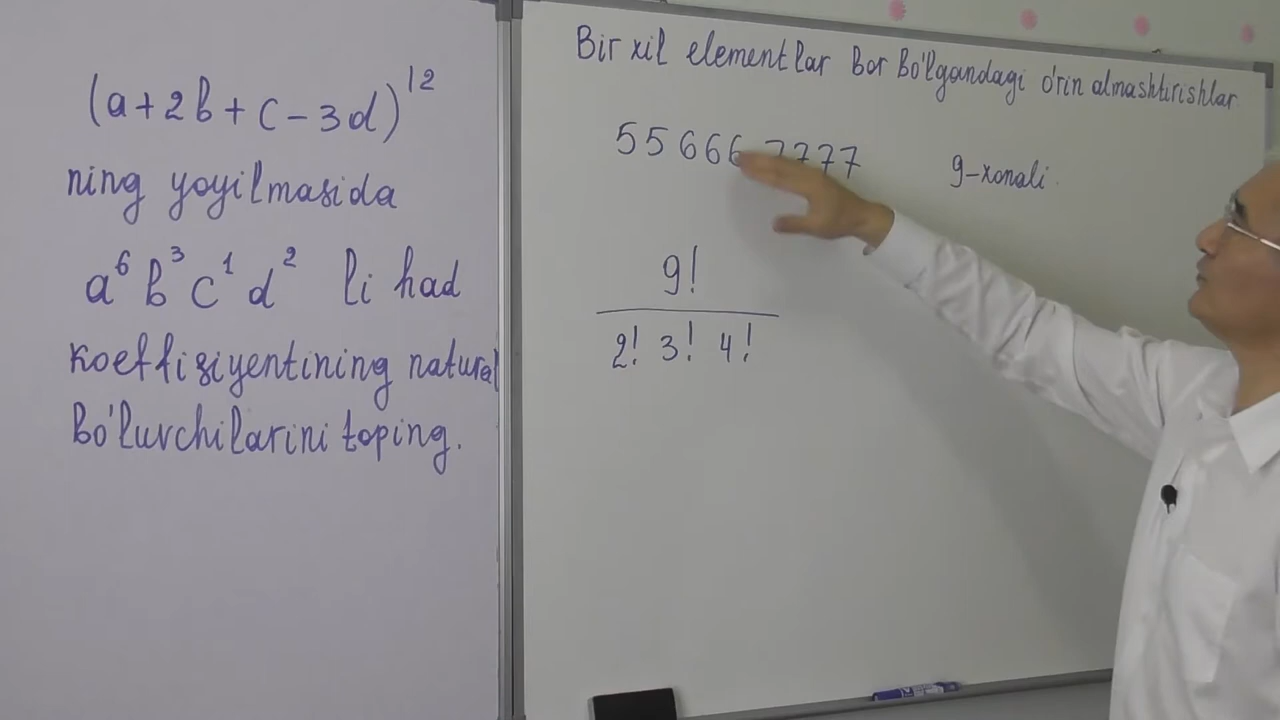 (a+2b+c-3d)^12
ning yoyilmasida
a^6 b^3 c^1 d^2 li had
koeffisiyentining natural
bo'luvchilarini toping.
Bir xil elementlar bor bo'lgandagi o'rin almashtirishlar
55666 7777
9-xonali
9!
2! 3! 4!